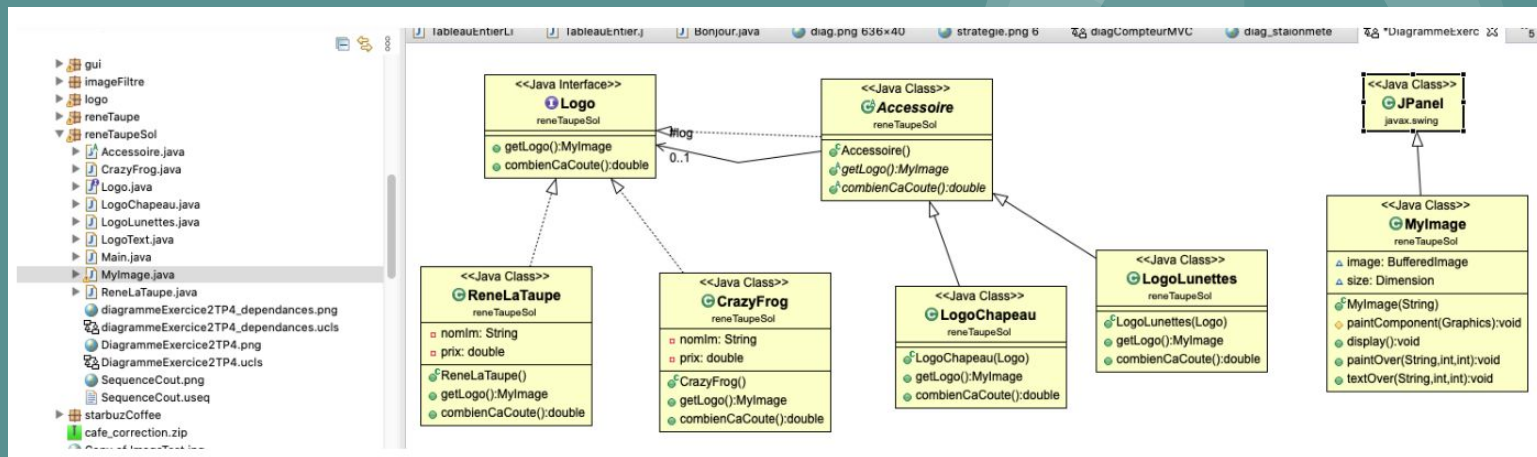 TableauEntierLi
TableauEntier.j
Bonjour.java
diag.png 636×40
strategie.png 6
diagCompteurMVC
diag_staionmete
*DiagrammeExerc
5
gui
imageFiltre
logo
reneTaupe
reneTaupeSol
Accessoire.java
CrazyFrog.java
Logo.java
LogoChapeau.java
LogoLunettes.java
LogoText.java
Main.java
MyImage.java
ReneLaTaupe.java
diagrammeExercice2TP4_dependances.png
diagrammeExercice2TP4_dependances.ucls
DiagrammeExercice2TP4.png
DiagrammeExercice2TP4.ucls
SequenceCout.png
SequenceCout.useq
starbuzCoffee
cafe_correction.zip
Copy of ImageTest.jpg
<<Java Interface>>
Logo
reneTaupeSol
getLogo():MyImage
combienCaCoute():double
#log
0..1
<<Java Class>>
Accessoire
reneTaupeSol
Accessoire()
getLogo():MyImage
combienCaCoute():double
<<Java Class>>
JPanel
javax.swing
<<Java Class>>
ReneLaTaupe
reneTaupeSol
nomIm: String
prix: double
ReneLaTaupe()
getLogo():MyImage
combienCaCoute():double
<<Java Class>>
CrazyFrog
reneTaupeSol
nomIm: String
prix: double
CrazyFrog()
getLogo():MyImage
combienCaCoute():double
<<Java Class>>
LogoChapeau
reneTaupeSol
LogoChapeau(Logo)
getLogo():MyImage
combienCaCoute():double
<<Java Class>>
LogoLunettes
reneTaupeSol
LogoLunettes(Logo)
getLogo():MyImage
combienCaCoute():double
<<Java Class>>
MyImage
reneTaupeSol
image: BufferedImage
size: Dimension
MyImage(String)
paintComponent(Graphics):void
display():void
paintOver(String,int,int):void
textOver(String,int,int):void